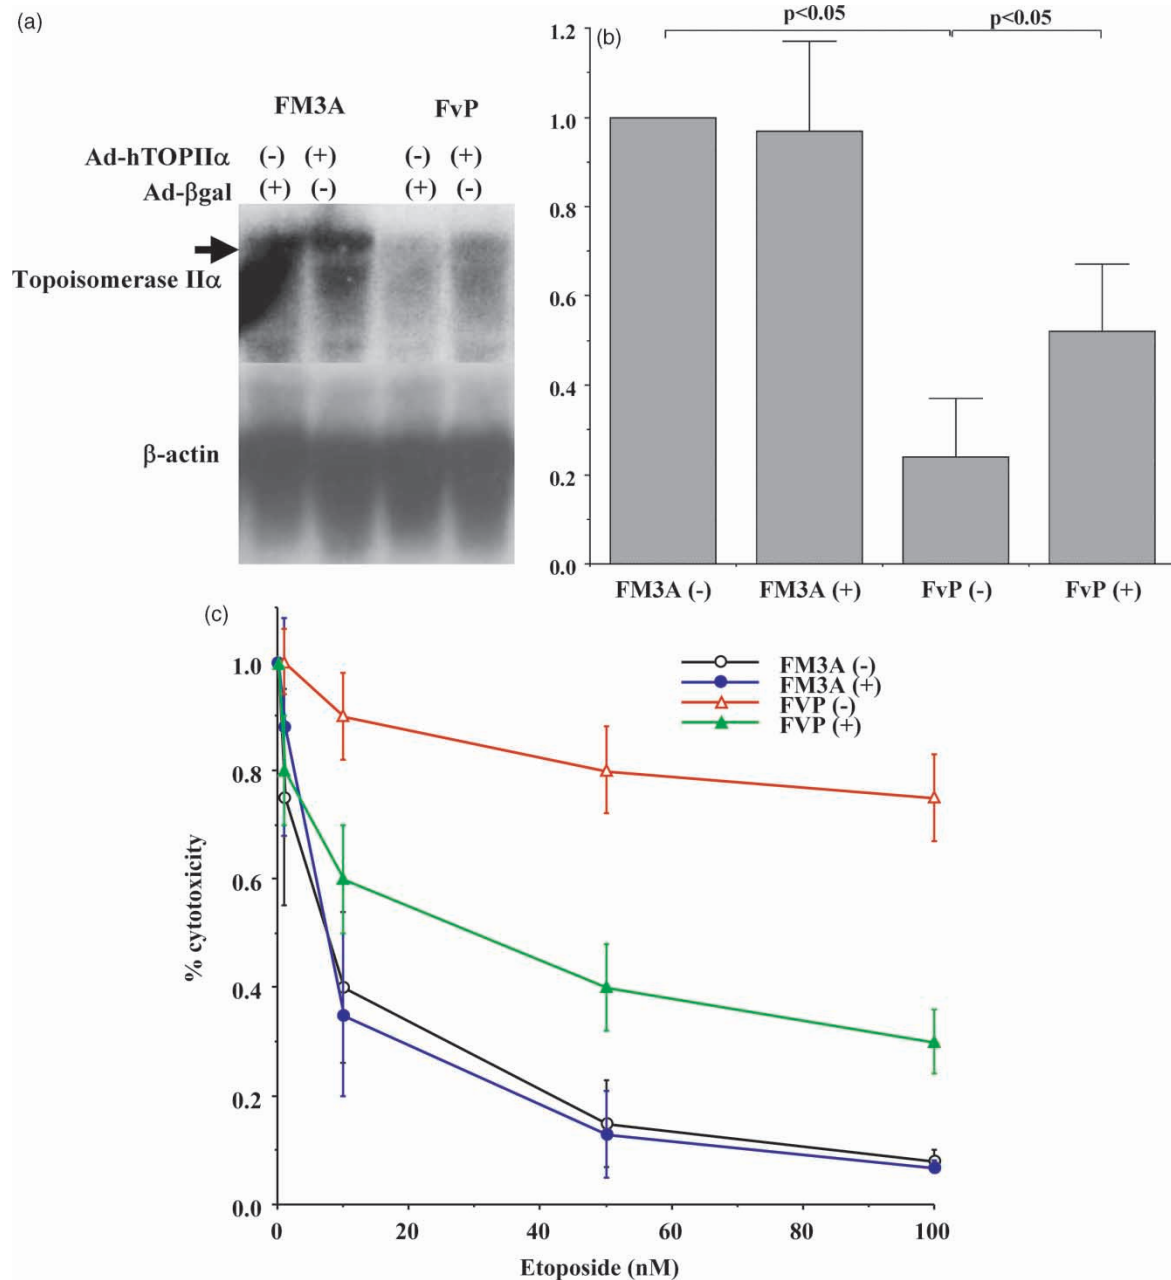 (a)
FM3A FvP
Ad-hTOPIIα (-) (+) (-) (+)
Ad-βgal (+) (-) (+) (-)
Topoisomerase IIα
β-actin
(b)
p<0.05 p<0.05
1.2
1.0
0.8
0.6
0.4
0.2
0.0
FM3A (-) FM3A (+) FvP (-) FvP (+)
(c)
FM3A (-)
FM3A (+)
FVP (-)
FVP (+)
% cytotoxicity
1.0
0.8
0.6
0.4
0.2
0.0
0 20 40 60 80 100
Etoposide (nM)